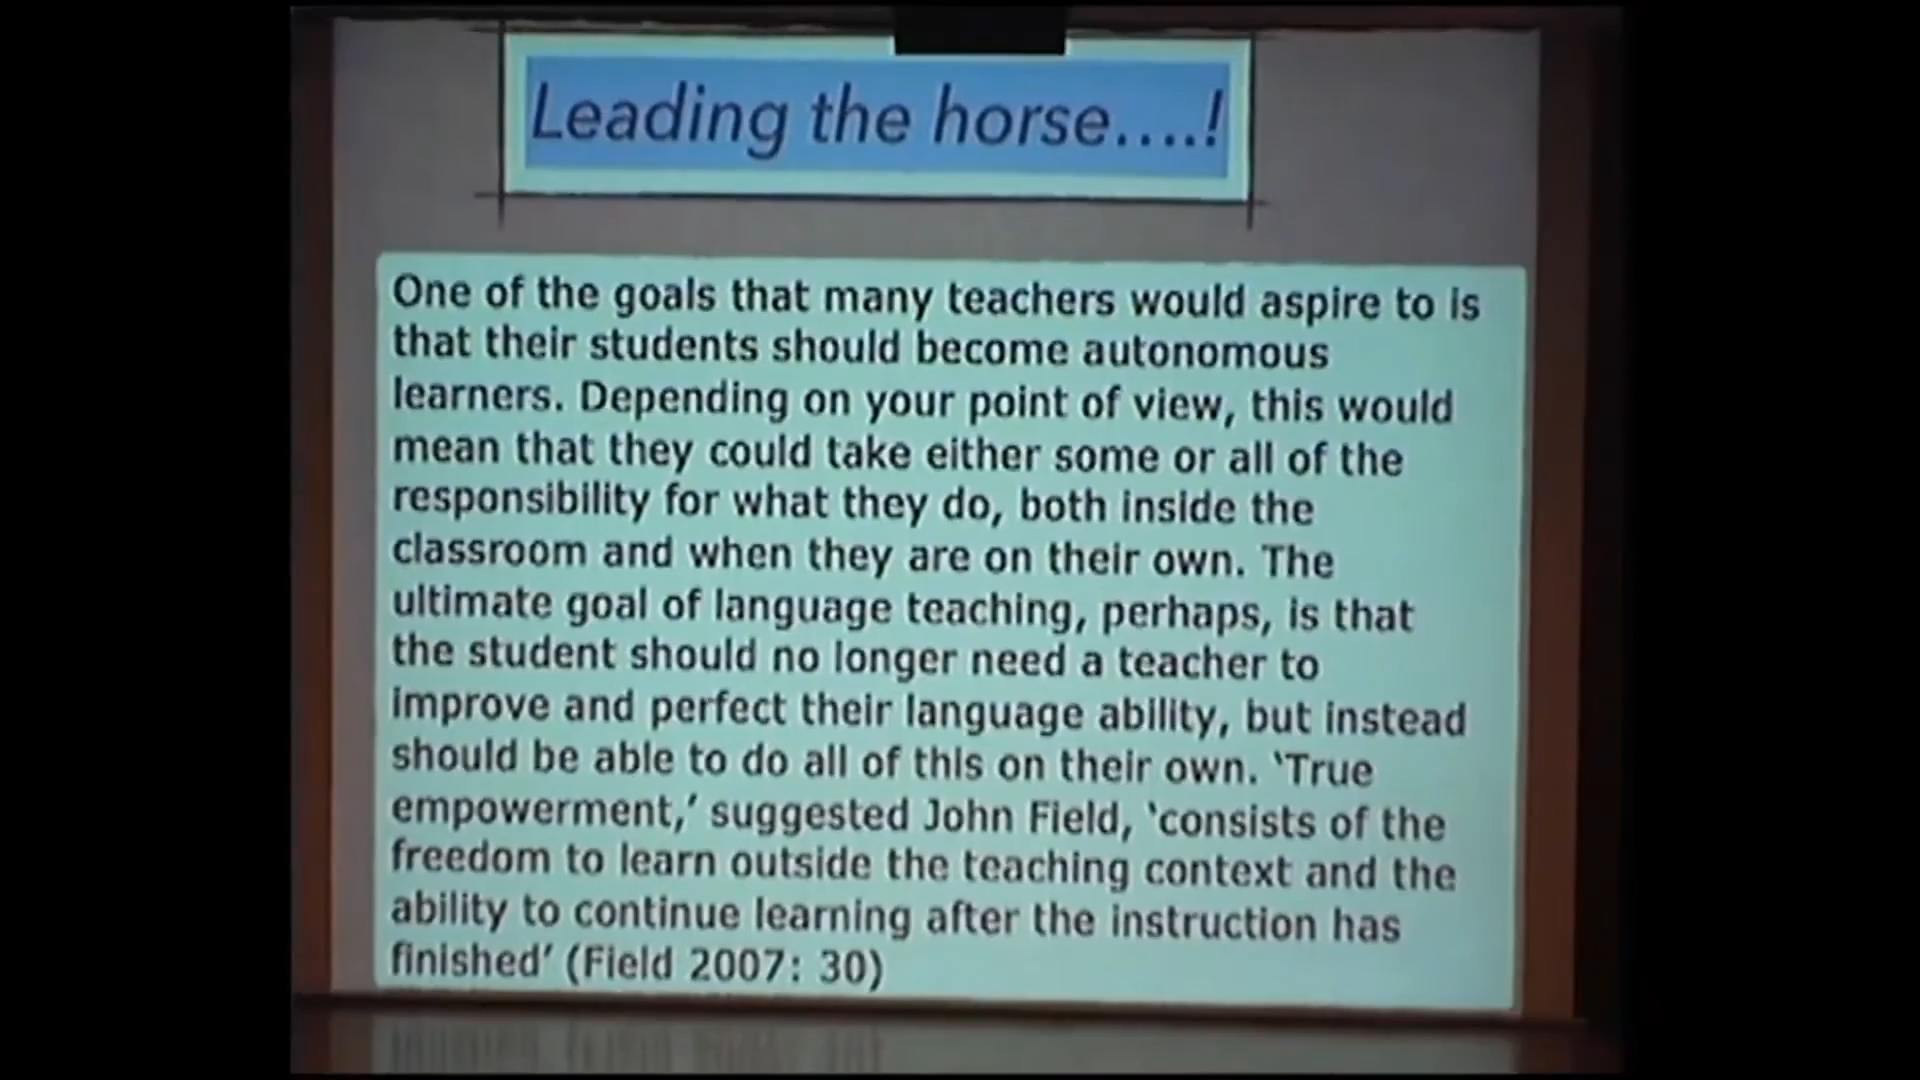 Leading the horse....!
One of the goals that many teachers would aspire to is
that their students should become autonomous
learners. Depending on your point of view, this would
mean that they could take either some or all of the
responsibility for what they do, both inside the
classroom and when they are on their own. The
ultimate goal of language teaching, perhaps, is that
the student should no longer need a teacher to
improve and perfect their language ability, but instead
should be able to do all of this on their own. ‘True
empowerment,’ suggested John Field, ‘consists of the
freedom to learn outside the teaching context and the
ability to continue learning after the instruction has
finished’ (Field 2007: 30)